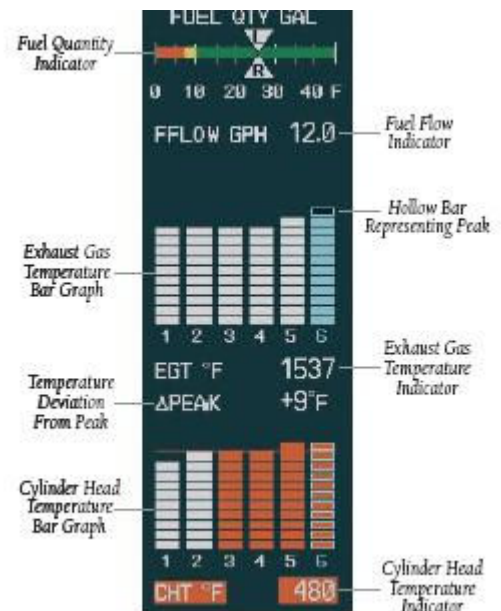 FUEL QTY GAL
Fuel Quantity
Indicator
L
R
0 10 20 30 40 F
FFLOW GPH 12.0
Fuel Flow
Indicator
Hollow Bar
Representing Peak
Exhaust Gas
Temperature
Bar Graph
1 2 3 4 5 6
EGT °F 1537
Exhaust Gas
Temperature
Indicator
Temperature
Deviation
From Peak
ΔPEAK +9°F
Cylinder Head
Temperature
Bar Graph
1 2 3 4 5 6
CHT °F 480
Cylinder Head
Temperature
Indicator